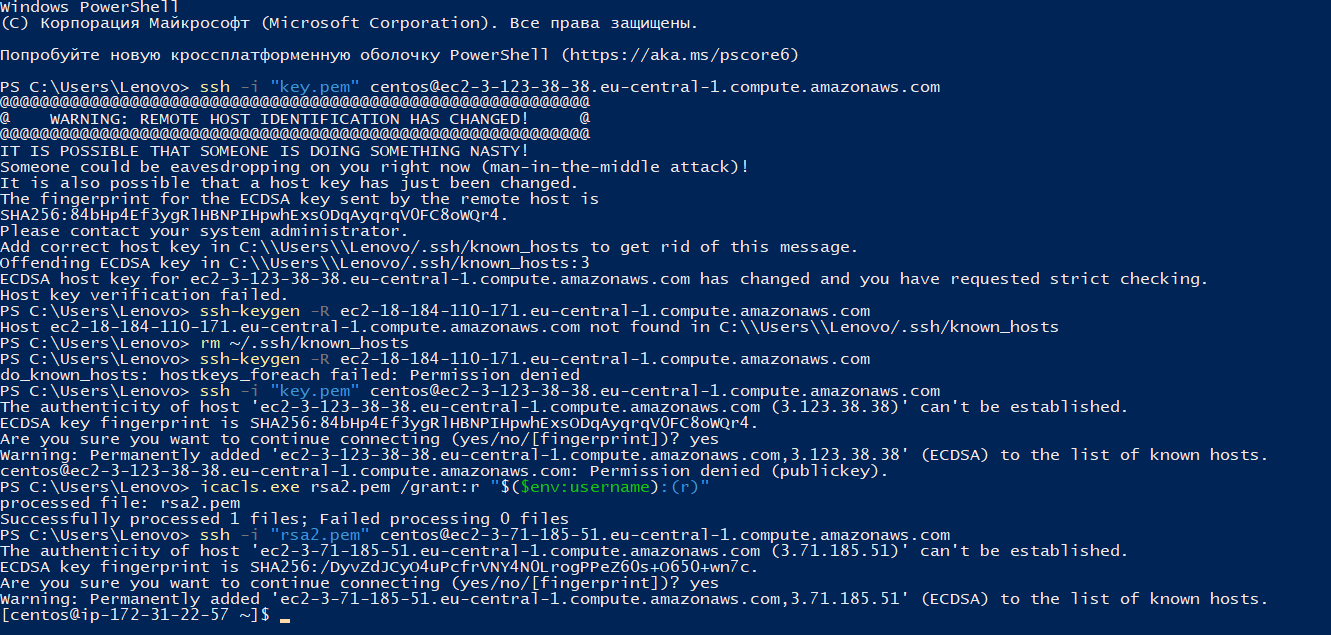 Windows PowerShell
(C) Корпорация Майкрософт (Microsoft Corporation). Все права защищены.
Попробуйте новую кроссплатформенную оболочку PowerShell (https://aka.ms/pscore6)
PS C:\Users\Lenovo> ssh -i "key.pem" centos@ec2-3-123-38-38.eu-central-1.compute.amazonaws.com
@@@@@@@@@@@@@@@@@@@@@@@@@@@@@@@@@@@@@@@@@@@@@@@@@@@@@@@@@@@
@    WARNING: REMOTE HOST IDENTIFICATION HAS CHANGED!     @
@@@@@@@@@@@@@@@@@@@@@@@@@@@@@@@@@@@@@@@@@@@@@@@@@@@@@@@@@@@
IT IS POSSIBLE THAT SOMEONE IS DOING SOMETHING NASTY!
Someone could be eavesdropping on you right now (man-in-the-middle attack)!
It is also possible that a host key has just been changed.
The fingerprint for the ECDSA key sent by the remote host is
SHA256:84bHp4Ef3ygRlHBNPIHpwhExsODqAyqrqV0FC8oWQr4.
Please contact your system administrator.
Add correct host key in C:\\Users\\Lenovo/.ssh/known_hosts to get rid of this message.
Offending ECDSA key in C:\\Users\\Lenovo/.ssh/known_hosts:3
ECDSA host key for ec2-3-123-38-38.eu-central-1.compute.amazonaws.com has changed and you have requested strict checking.
Host key verification failed.
PS C:\Users\Lenovo> ssh-keygen -R ec2-18-184-110-171.eu-central-1.compute.amazonaws.com
Host ec2-18-184-110-171.eu-central-1.compute.amazonaws.com not found in C:\\Users\\Lenovo/.ssh/known_hosts
PS C:\Users\Lenovo> rm ~/.ssh/known_hosts
PS C:\Users\Lenovo> ssh-keygen -R ec2-18-184-110-171.eu-central-1.compute.amazonaws.com
do_known_hosts: hostkeys_foreach failed: Permission denied
PS C:\Users\Lenovo> ssh -i "key.pem" centos@ec2-3-123-38-38.eu-central-1.compute.amazonaws.com
The authenticity of host 'ec2-3-123-38-38.eu-central-1.compute.amazonaws.com (3.123.38.38)' can't be established.
ECDSA key fingerprint is SHA256:84bHp4Ef3ygRlHBNPIHpwhExsODqAyqrqV0FC8oWQr4.
Are you sure you want to continue connecting (yes/no/[fingerprint])? yes
Warning: Permanently added 'ec2-3-123-38-38.eu-central-1.compute.amazonaws.com,3.123.38.38' (ECDSA) to the list of known hosts.
centos@ec2-3-123-38-38.eu-central-1.compute.amazonaws.com: Permission denied (publickey).
PS C:\Users\Lenovo> icacls.exe rsa2.pem /grant:r "$($env:username):(r)"
processed file: rsa2.pem
Successfully processed 1 files; Failed processing 0 files
PS C:\Users\Lenovo> ssh -i "rsa2.pem" centos@ec2-3-71-185-51.eu-central-1.compute.amazonaws.com
The authenticity of host 'ec2-3-71-185-51.eu-central-1.compute.amazonaws.com (3.71.185.51)' can't be established.
ECDSA key fingerprint is SHA256:/DyvZdJCyO4uPcfrVNY4N0LrogPPeZ60s+O650+wn7c.
Are you sure you want to continue connecting (yes/no/[fingerprint])? yes
Warning: Permanently added 'ec2-3-71-185-51.eu-central-1.compute.amazonaws.com,3.71.185.51' (ECDSA) to the list of known hosts.
[centos@ip-172-31-22-57 ~]$